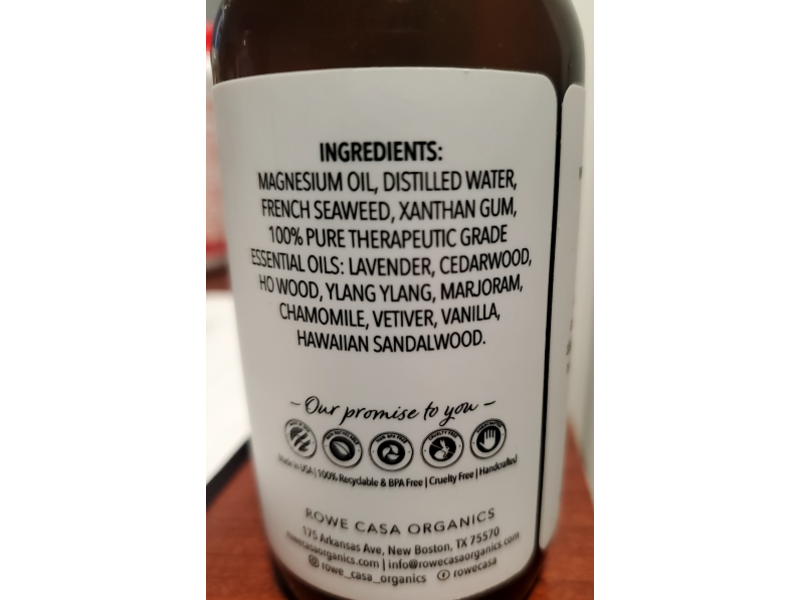 INGREDIENTS:
MAGNESIUM OIL, DISTILLED WATER,
FRENCH SEAWEED, XANTHAN GUM,
100% PURE THERAPEUTIC GRADE
ESSENTIAL OILS: LAVENDER, CEDARWOOD,
HO WOOD, YLANG YLANG, MARJORAM,
CHAMOMILE, VETIVER, VANILLA,
HAWAIIAN SANDALWOOD.
– Our promise to you –
Made in USA | 100% Recyclable & BPA Free | Cruelty Free | Handcrafted
ROWE CASA ORGANICS
175 Arkansas Ave, New Boston, TX 75570
rowecasaorganics.com | info@rowecasaorganics.com
rowe_casa_organics rowecasa